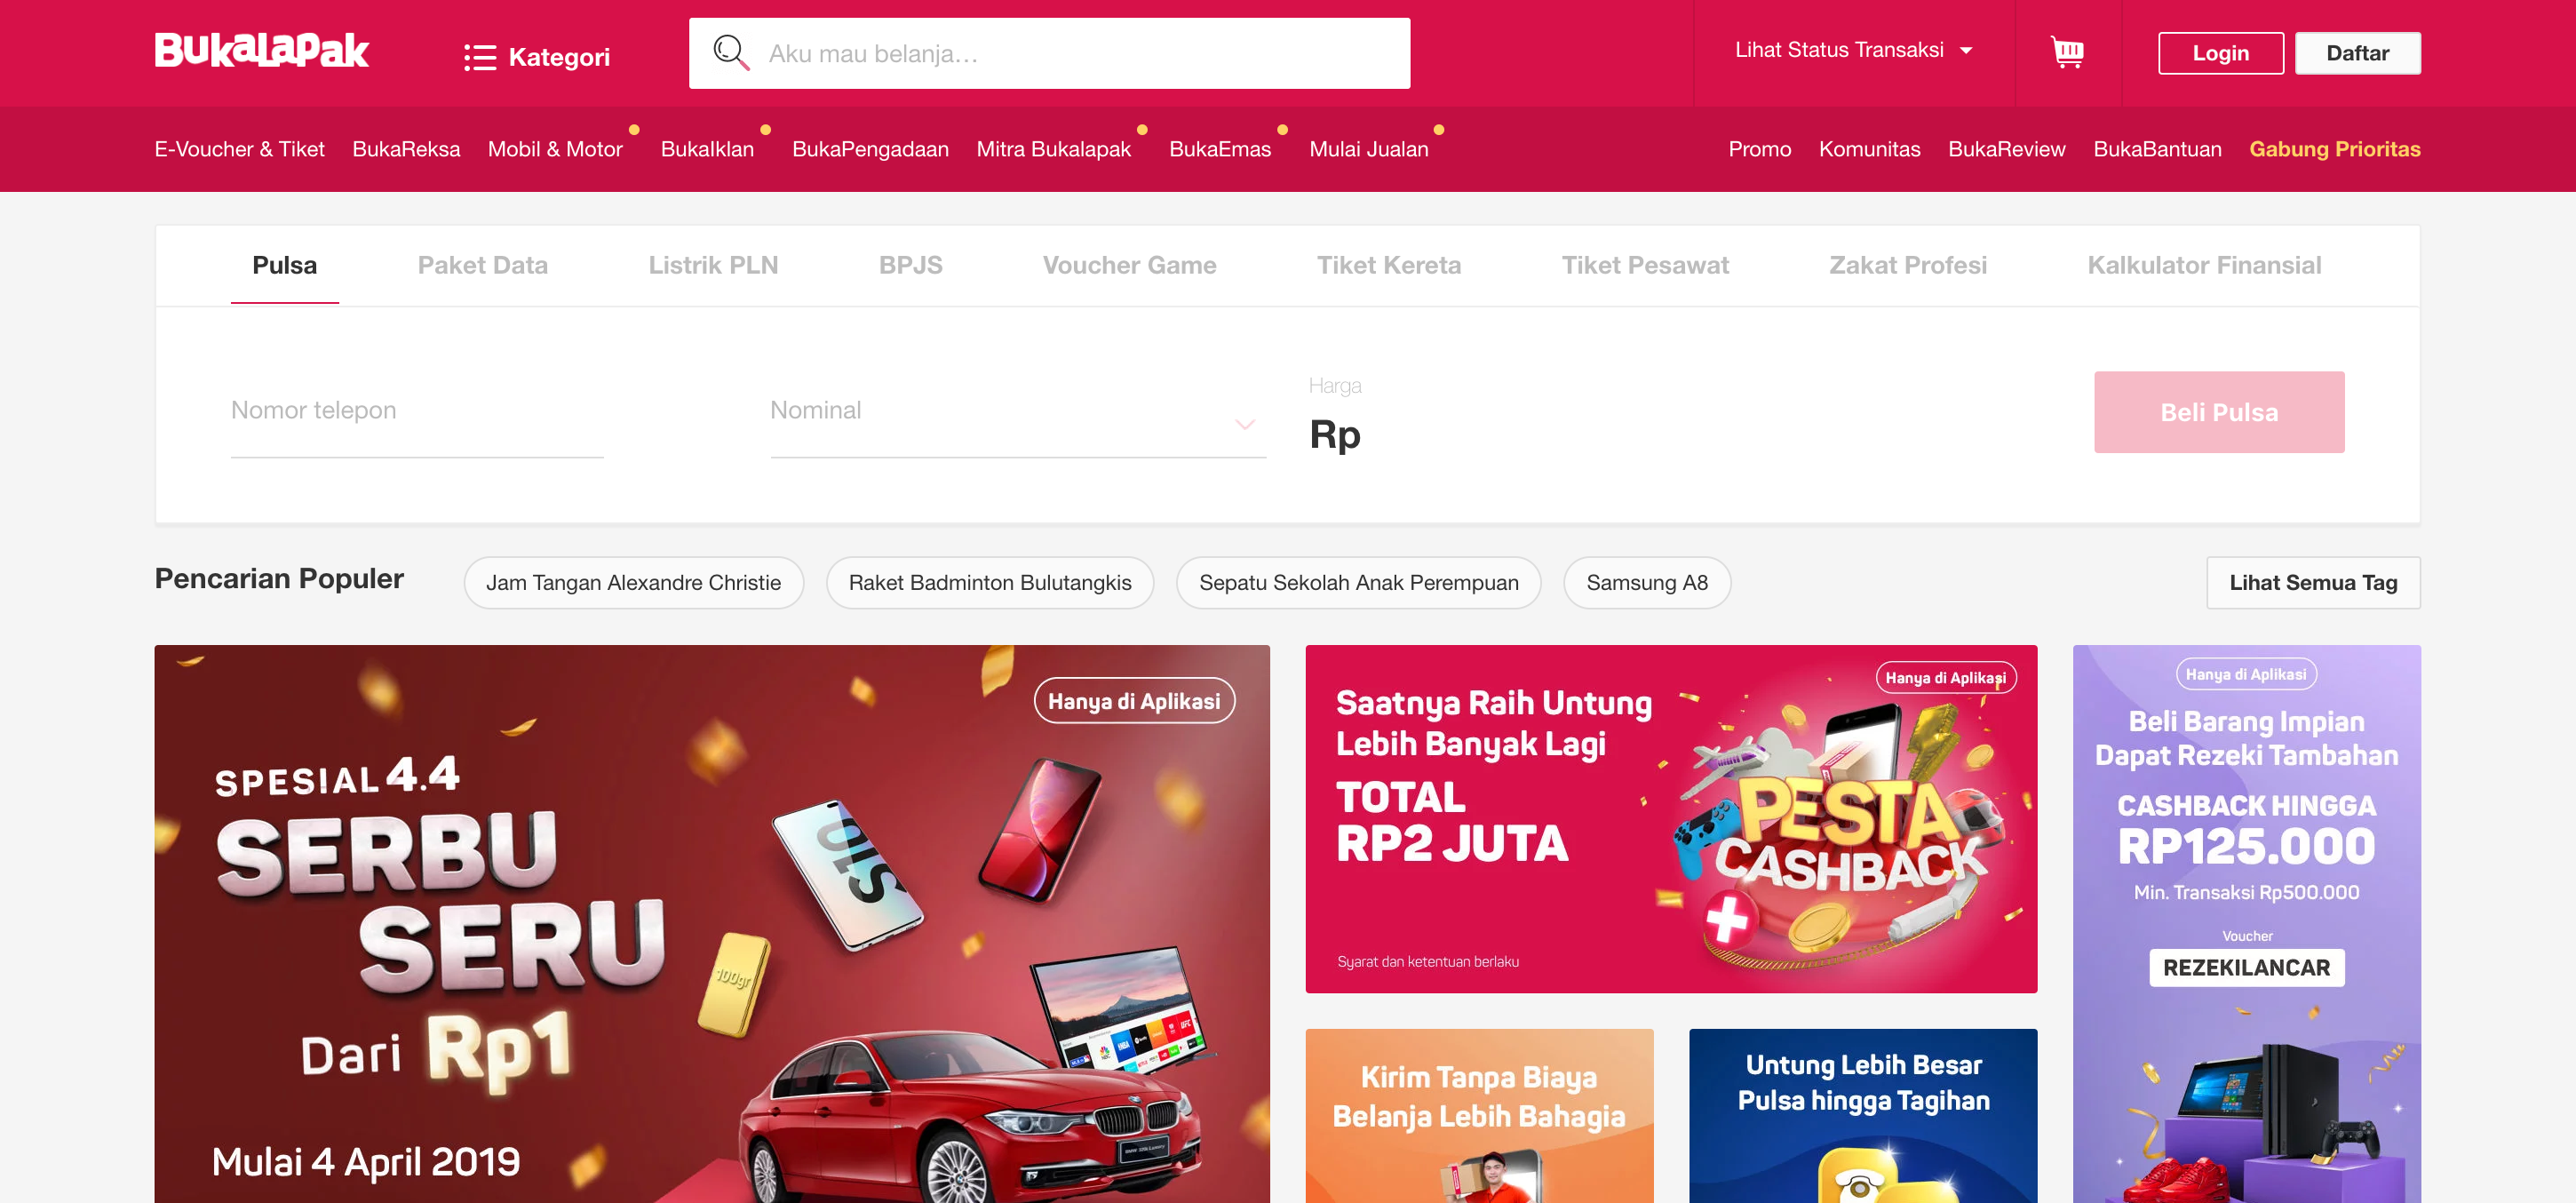 BukaLapak
Kategori
Aku mau belanja...
Lihat Status Transaksi
Login
Daftar
E-Voucher & Tiket
BukaReksa
Mobil & Motor
BukaIklan
BukaPengadaan
Mitra Bukalapak
BukaEmas
Mulai Jualan
Promo
Komunitas
BukaReview
BukaBantuan
Gabung Prioritas
Pulsa
Paket Data
Listrik PLN
BPJS
Voucher Game
Tiket Kereta
Tiket Pesawat
Zakat Profesi
Kalkulator Finansial
Nomor telepon
Nominal
Harga
Rp
Beli Pulsa
Pencarian Populer
Jam Tangan Alexandre Christie
Raket Badminton Bulutangkis
Sepatu Sekolah Anak Perempuan
Samsung A8
Lihat Semua Tag
Hanya di Aplikasi
SPESIAL 4.4
SERBU
SERU
Dari Rp1
Mulai 4 April 2019
S10
100gr
Hanya di Aplikasi
Saatnya Raih Untung
Lebih Banyak Lagi
TOTAL
RP2 JUTA
PESTA
CASHBACK
Syarat dan ketentuan berlaku
Hanya di Aplikasi
Beli Barang Impian
Dapat Rezeki Tambahan
CASHBACK HINGGA
RP125.000
Min. Transaksi Rp500.000
Voucher
REZEKILANCAR
Kirim Tanpa Biaya
Belanja Lebih Bahagia
Untung Lebih Besar
Pulsa hingga Tagihan